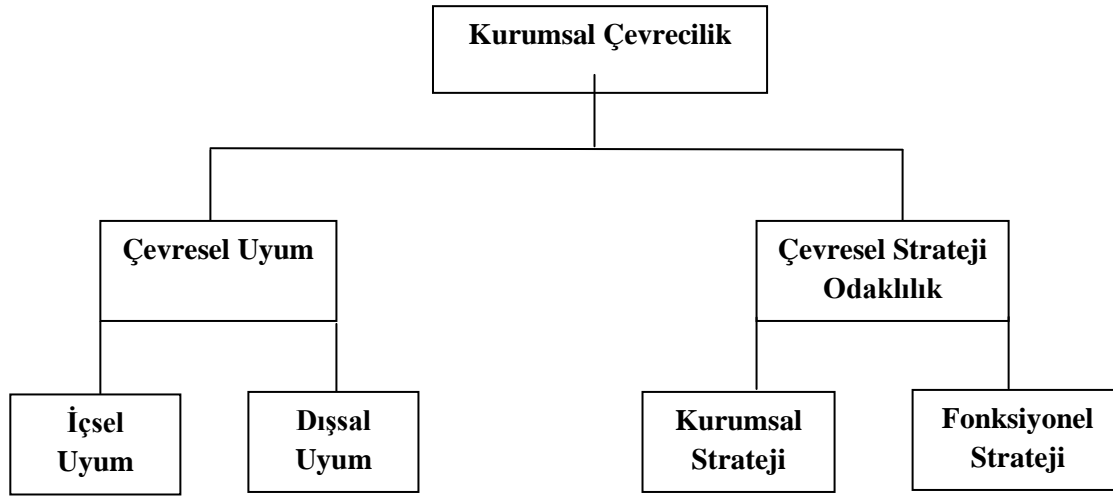 Kurumsal Çevrecilik
Çevresel Uyum
Çevresel Strateji
Odaklılık
İçsel
Uyum
Dışsal
Uyum
Kurumsal
Strateji
Fonksiyonel
Strateji